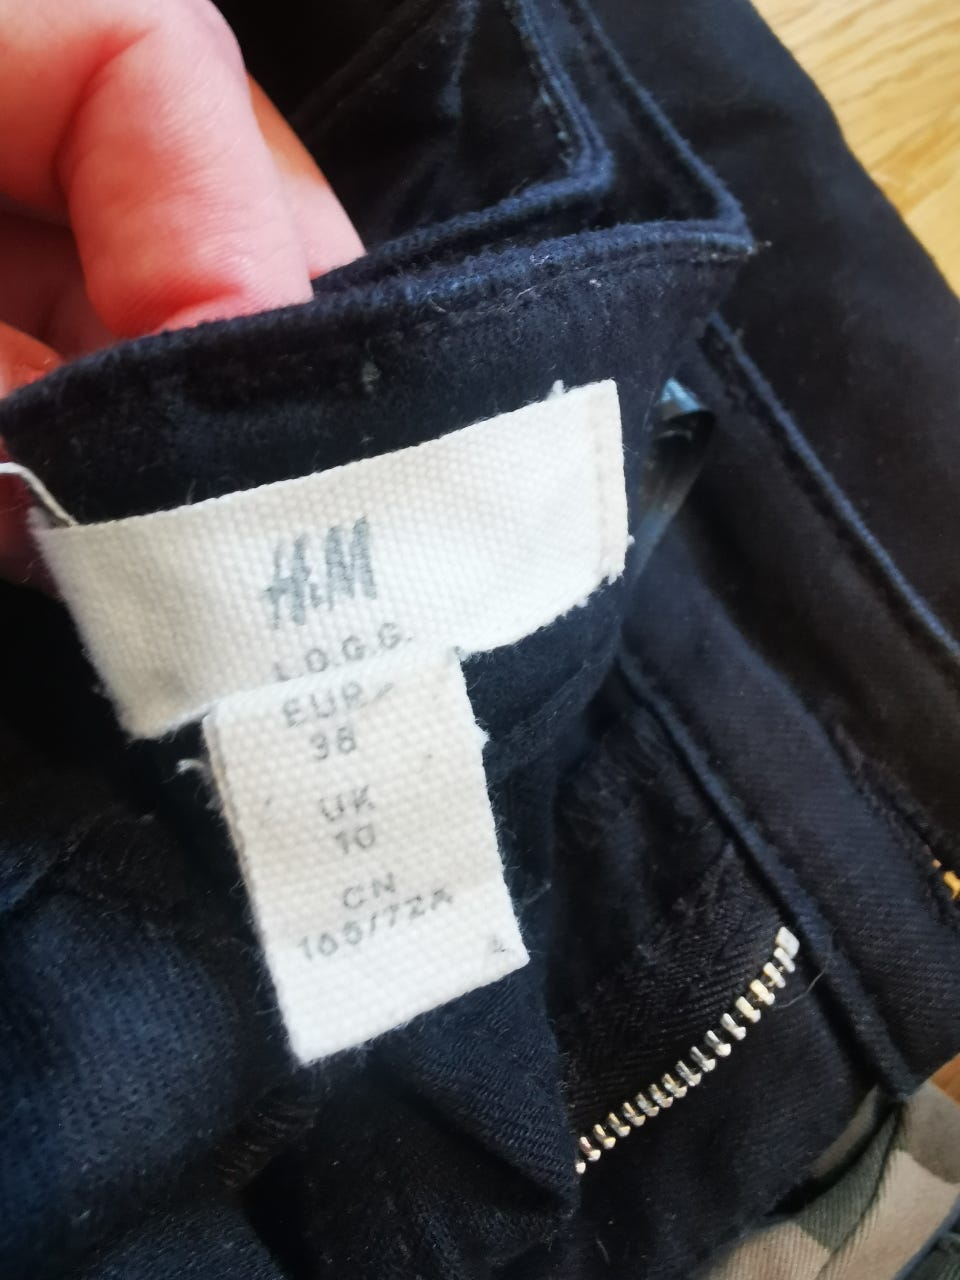 H&M
L.O.G.G.
EUR
38
UK
10
CN
165/72A